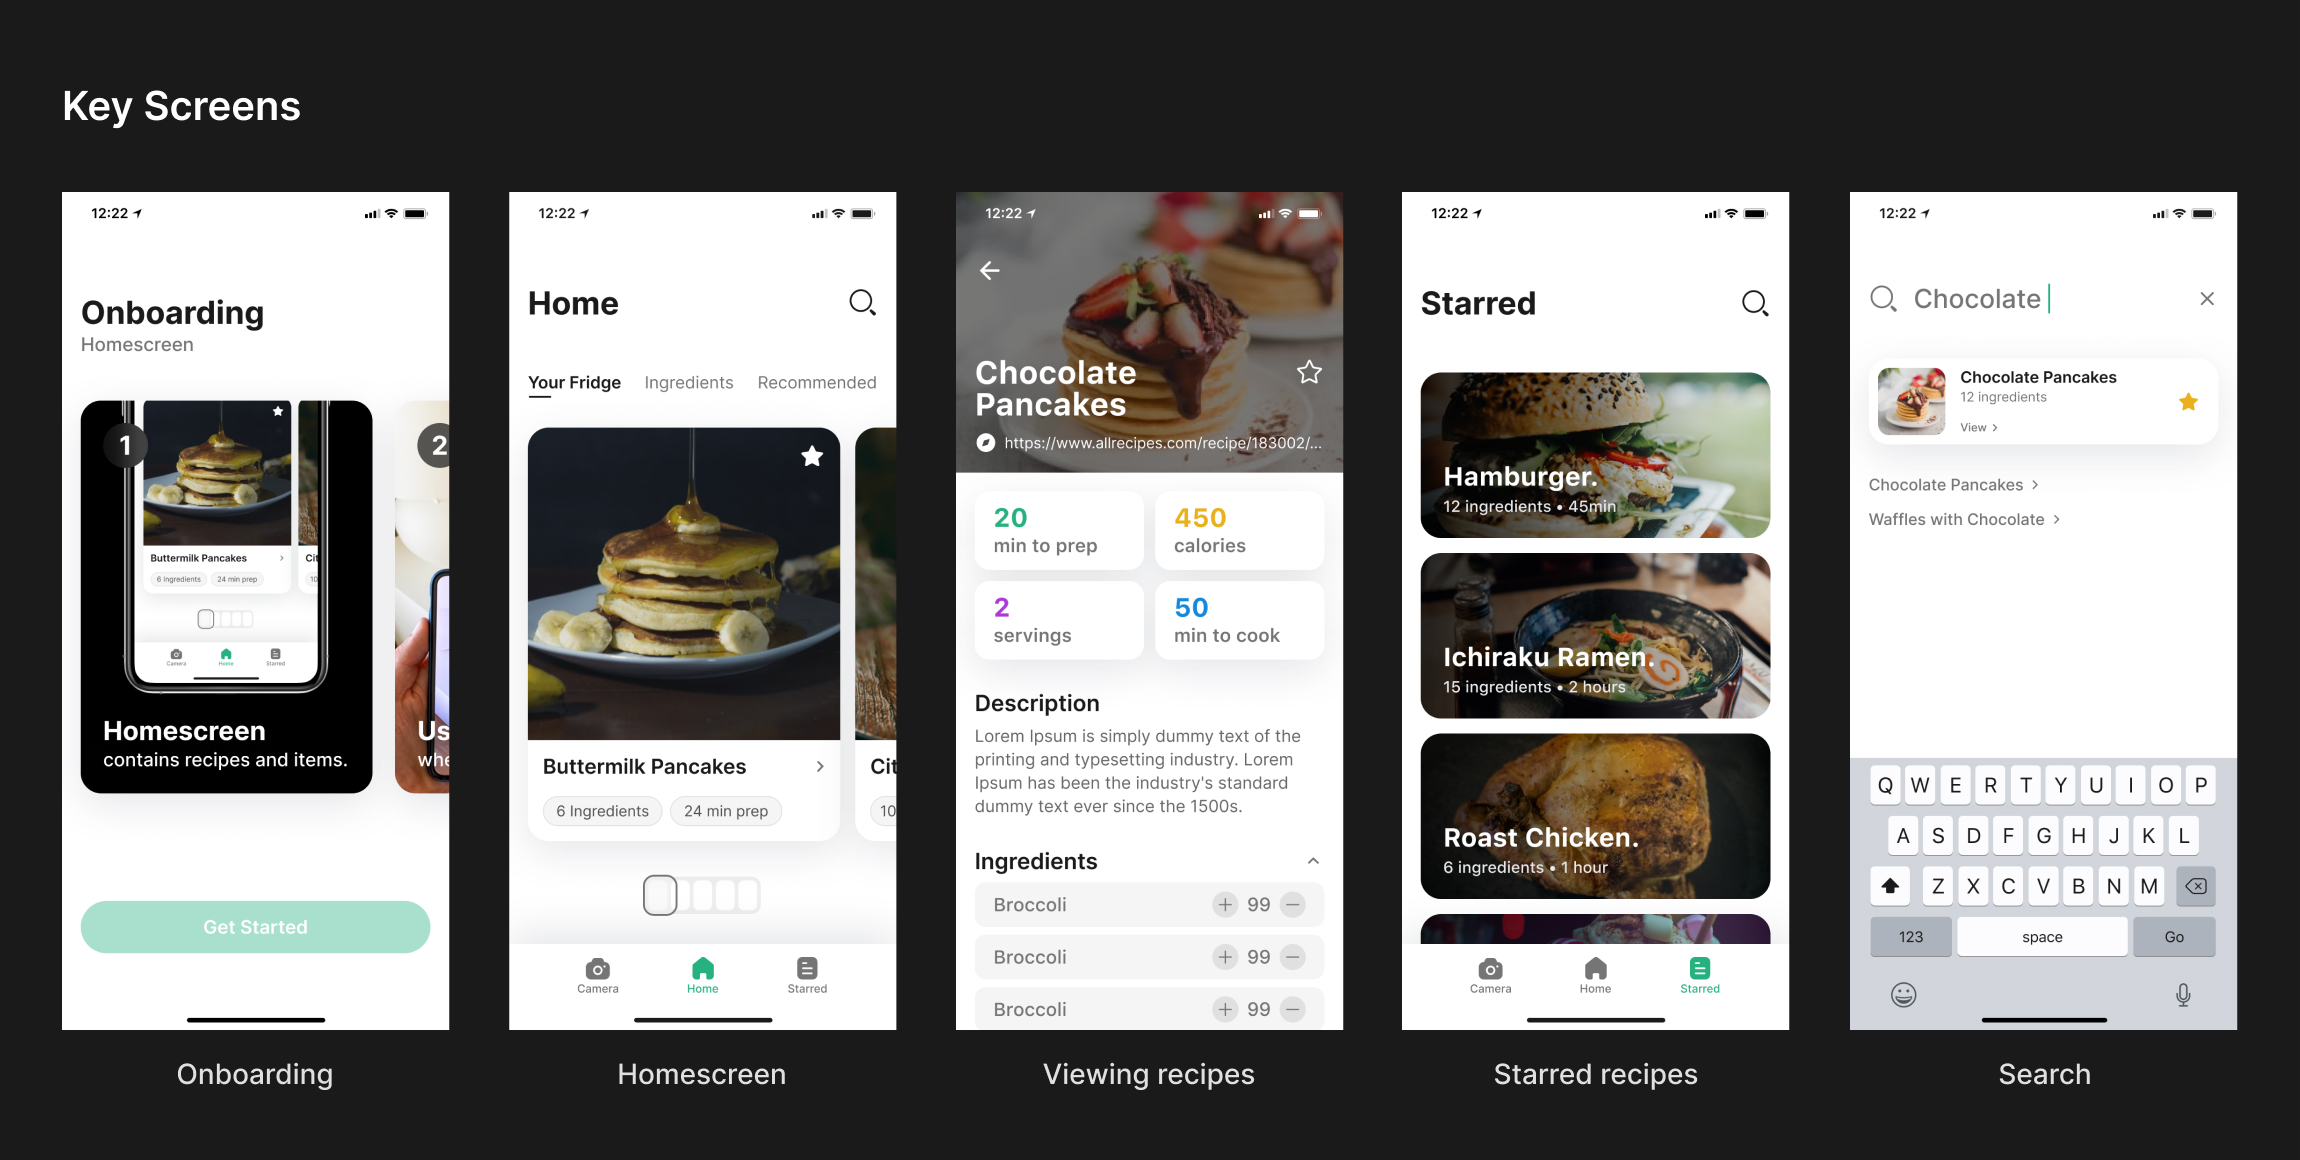 Key Screens
12:22
Onboarding
Homescreen
1
Buttermilk Pancakes
6 Ingredients
24 min prep
Cit
10
Camera
Home
Starred
Homescreen
contains recipes and items.
2
Us
whe
Get Started
Onboarding
12:22
Home
Your Fridge
Ingredients
Recommended
Buttermilk Pancakes
6 Ingredients
24 min prep
Cit
10
Camera
Home
Starred
Homescreen
12:22
Chocolate
Pancakes
https://www.allrecipes.com/recipe/183002/...
20
min to prep
450
calories
2
servings
50
min to cook
Description
Lorem Ipsum is simply dummy text of the
printing and typesetting industry. Lorem
Ipsum has been the industry's standard
dummy text ever since the 1500s.
Ingredients
Broccoli + 99 −
Broccoli + 99 −
Broccoli + 99 −
Viewing recipes
12:22
Starred
Hamburger.
12 ingredients • 45min
Ichiraku Ramen.
15 ingredients • 2 hours
Roast Chicken.
6 ingredients • 1 hour
Camera
Home
Starred
Starred recipes
12:22
Chocolate
Chocolate Pancakes
12 ingredients
View
Chocolate Pancakes
Waffles with Chocolate
Q W E R T Y U I O P
A S D F G H J K L
Z X C V B N M
123 space Go
Search